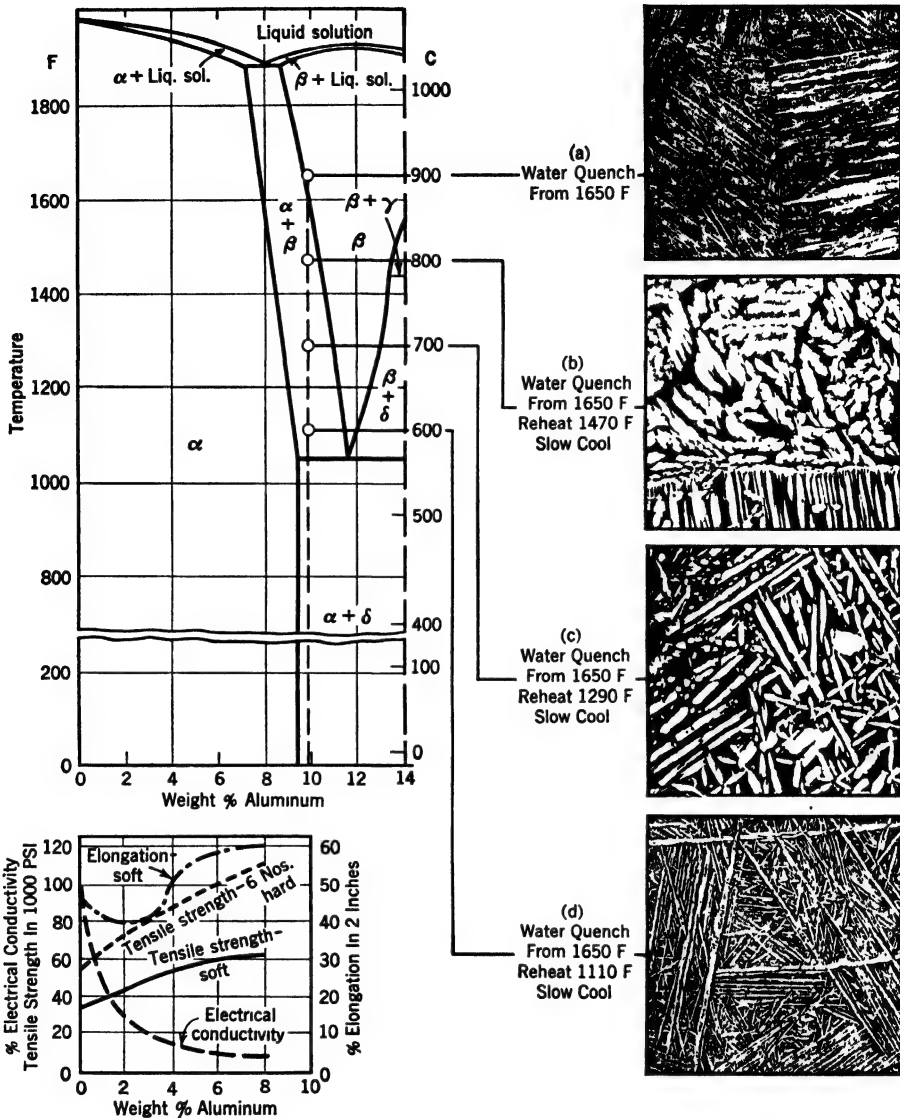 F
Liquid solution
C
α + Liq. sol.
β + Liq. sol.
1800
1600
1400
1200
1000
800
200
0
Temperature
1000
900
800
700
600
500
400
100
0
α
+
β
β + γ
β
β
+
δ
α
α + δ
0
2
4
6
8
10
12
14
Weight % Aluminum
(a)
Water Quench
From 1650 F
(b)
Water Quench
From 1650 F
Reheat 1470 F
Slow Cool
(c)
Water Quench
From 1650 F
Reheat 1290 F
Slow Cool
(d)
Water Quench
From 1650 F
Reheat 1110 F
Slow Cool
% Electrical Conductivity
Tensile Strength In 1000 PSI
120
100
80
60
40
20
0
Elongation-
soft
Tensile strength-6 Nos.
hard
Tensile strength-
soft
Electrical
conductivity
60
50
40
30
20
10
0
% Elongation In 2 Inches
0
2
4
6
8
10
Weight % Aluminum